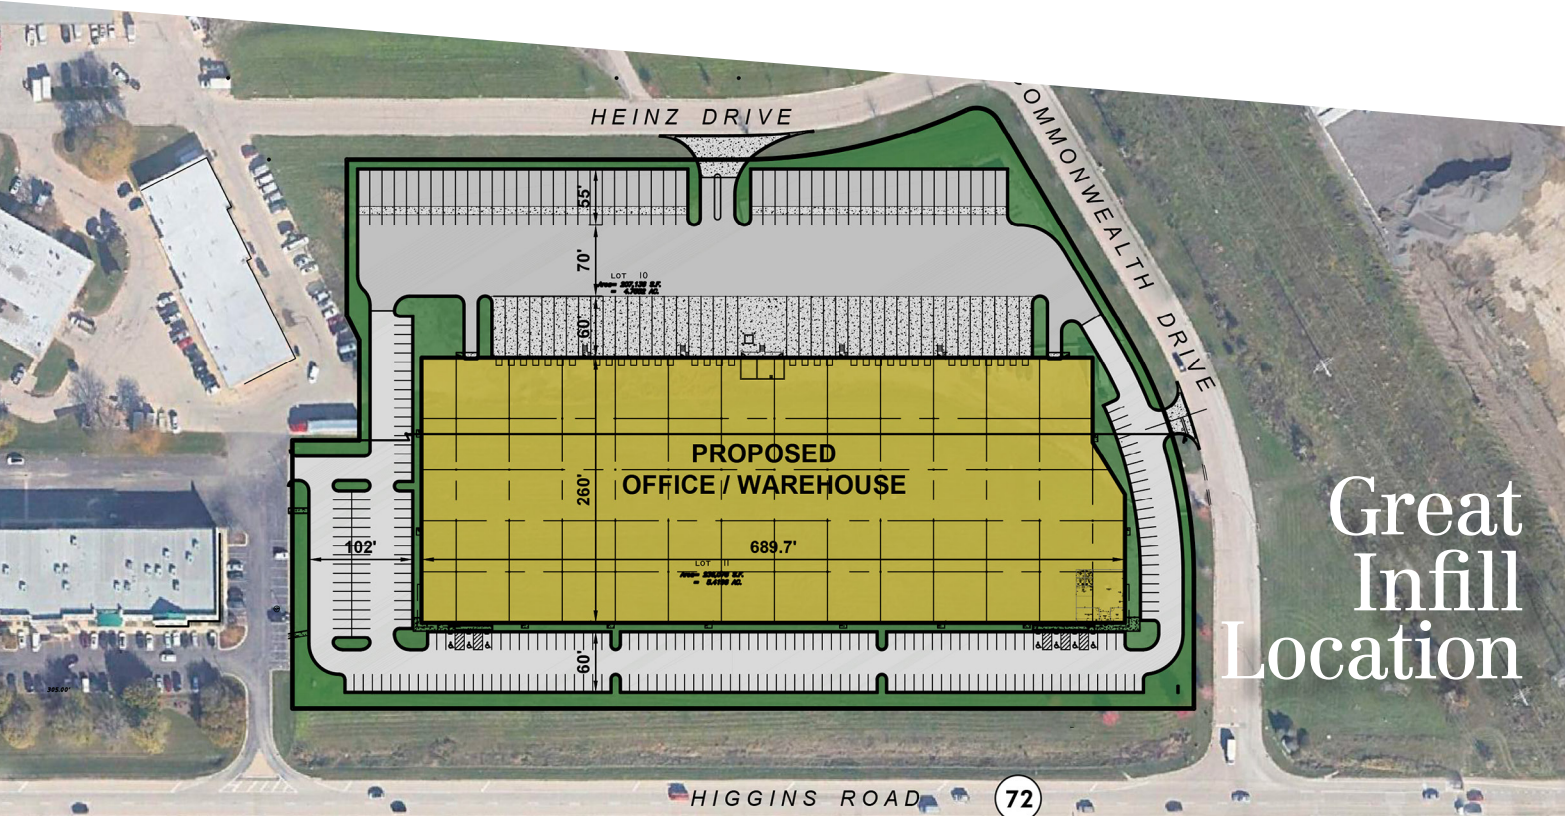 HEINZ DRIVE
COMMONWEALTH DRIVE
55'
70'
LOT 10
60'
PROPOSED
OFFICE / WAREHOUSE
260'
102'
689.7'
LOT 11
60'
Great
Infill
Location
HIGGINS ROAD
72